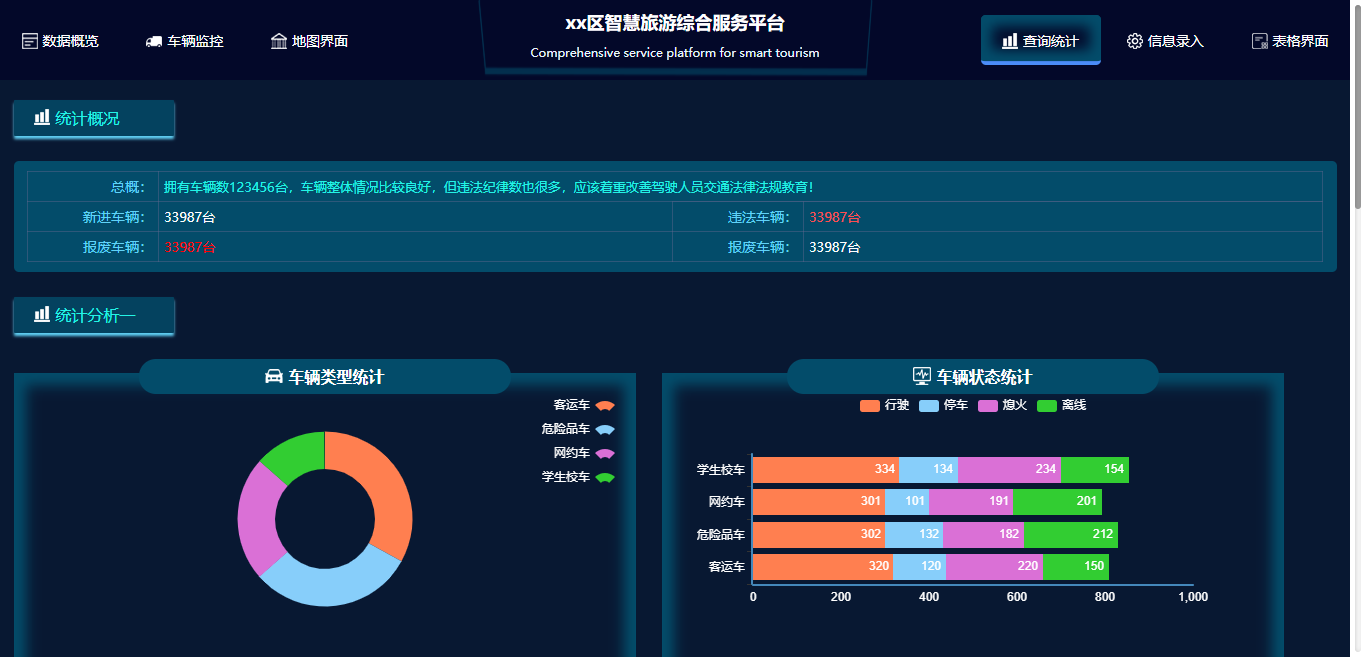 数据概览 车辆监控 地图界面 xx区智慧旅游综合服务平台 查询统计 信息录入 表格界面
Comprehensive service platform for smart tourism
统计概况
总概: 拥有车辆数123456台，车辆整体情况比较良好，但违法纪律数也很多，应该着重改善驾驶人员交通法律法规教育!
新进车辆: 33987台 违法车辆: 33987台
报废车辆: 33987台 报废车辆: 33987台
统计分析一
车辆类型统计
客运车
危险品车
网约车
学生校车
车辆状态统计
行驶 停车 熄火 离线
学生校车 334 134 234 154
网约车 301 101 191 201
危险品车 302 132 182 212
客运车 320 120 220 150
0 200 400 600 800 1,000